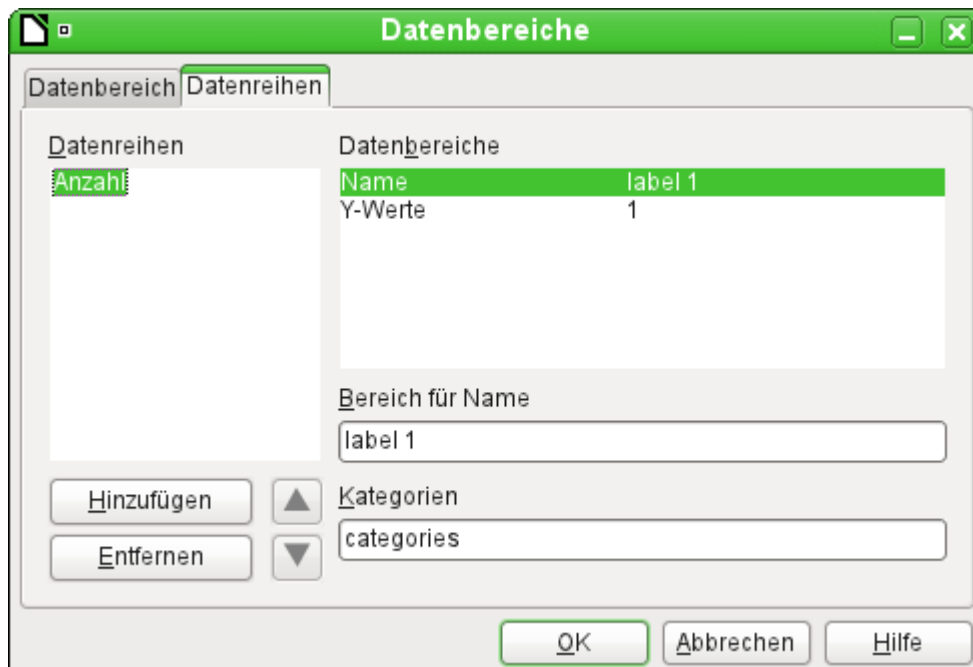 Datenbereiche
Datenbereich Datenreihen
Datenreihen
Anzahl
Datenbereiche
Name label 1
Y-Werte 1
Bereich für Name
label 1
Hinzufügen
Entfernen
Kategorien
categories
OK Abbrechen Hilfe